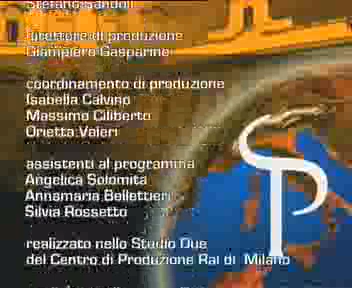 Stefano Sandoli
direttore di produzione
Giampiero Gasparine
coordinamento di produzione
Isabella Calvino
Massimo Ciliberto
Orietta Valeri
assistenti al programma
Angelica Solomita
Annamaria Bellettieri
Silvia Rossetto
realizzato nello Studio Due
del Centro di Produzione Rai di Milano
SP